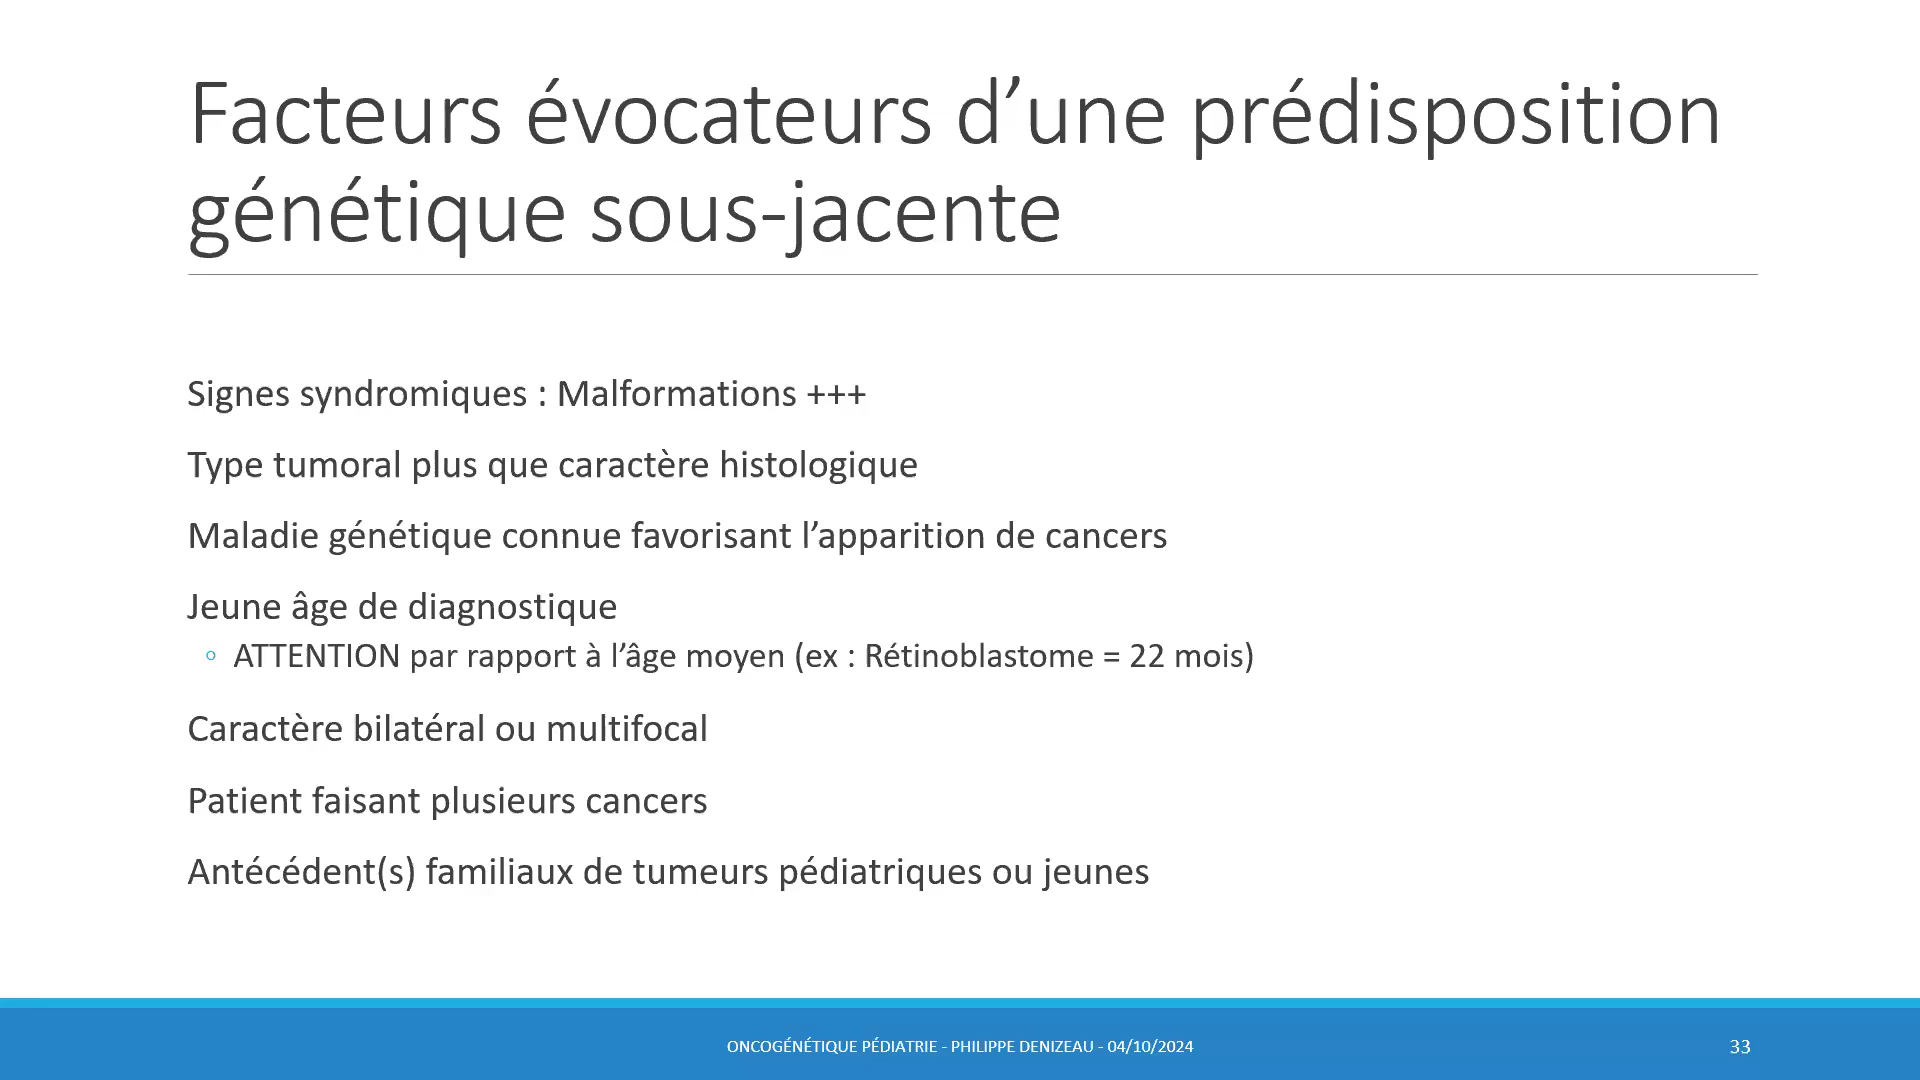 Facteurs évocateurs d’une prédisposition
génétique sous-jacente
Signes syndromiques : Malformations +++
Type tumoral plus que caractère histologique
Maladie génétique connue favorisant l’apparition de cancers
Jeune âge de diagnostique
◦ ATTENTION par rapport à l’âge moyen (ex : Rétinoblastome = 22 mois)
Caractère bilatéral ou multifocal
Patient faisant plusieurs cancers
Antécédent(s) familiaux de tumeurs pédiatriques ou jeunes
ONCOGÉNÉTIQUE PÉDIATRIE - PHILIPPE DENIZEAU - 04/10/2024
33